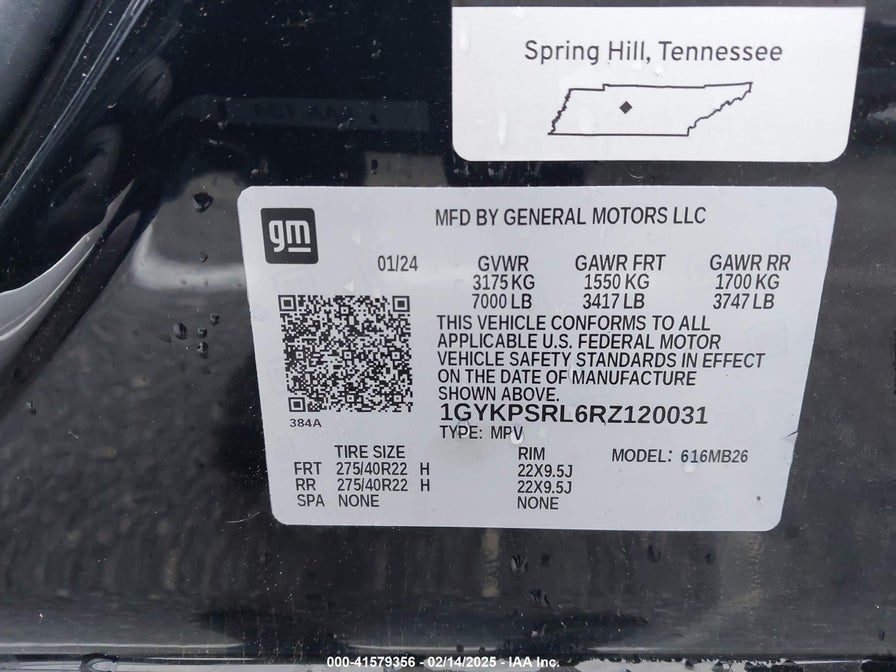 Spring Hill, Tennessee
gm
MFD BY GENERAL MOTORS LLC
01/24 GVWR GAWR FRT GAWR RR
3175 KG 1550 KG 1700 KG
7000 LB 3417 LB 3747 LB
THIS VEHICLE CONFORMS TO ALL
APPLICABLE U.S. FEDERAL MOTOR
VEHICLE SAFETY STANDARDS IN EFFECT
ON THE DATE OF MANUFACTURE
SHOWN ABOVE.
1GYKPSRL6RZ120031
384A
TYPE: MPV
TIRE SIZE RIM MODEL: 616MB26
FRT 275/40R22 H 22X9.5J
RR 275/40R22 H 22X9.5J
SPA NONE NONE
000-41579356 - 02/14/2025 - IAA Inc.